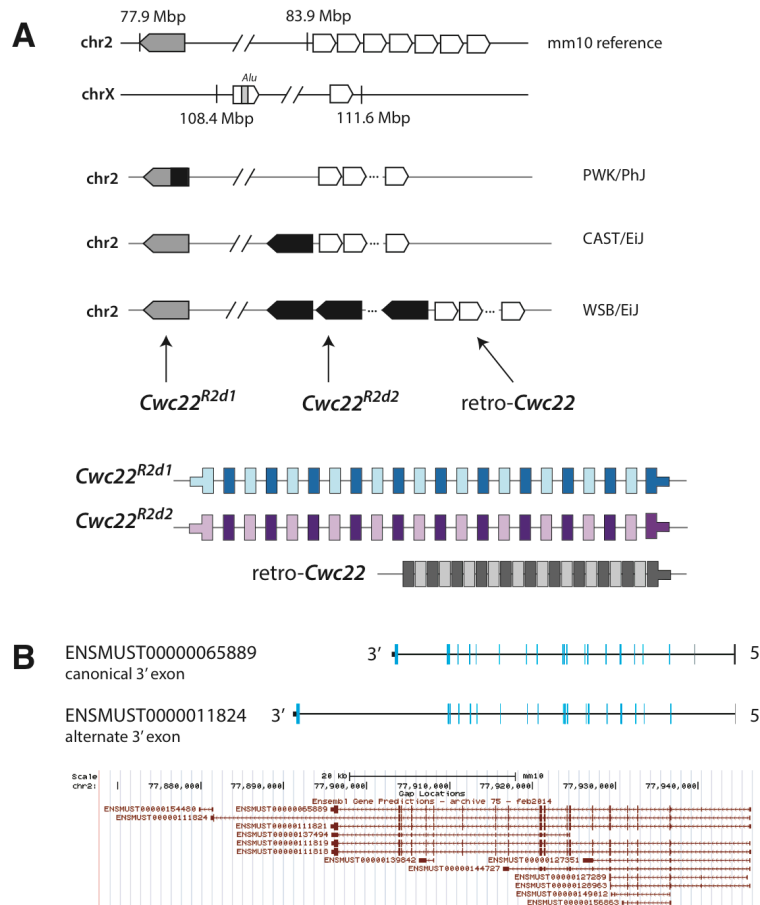 A
77.9 Mbp
83.9 Mbp
chr2
mm10 reference
Alu
chrX
108.4 Mbp
111.6 Mbp
chr2
...
PWK/PhJ
chr2
...
CAST/EiJ
chr2
...
...
WSB/EiJ
Cwc22R2d1
Cwc22R2d2
retro-Cwc22
Cwc22R2d1
Cwc22R2d2
retro-Cwc22
B
ENSMUST00000065889
3′
5
canonical 3′ exon
ENSMUST0000011824
3′
5
alternate 3′ exon
Scale
20 kb
mm10
chr2:
77,880,000
77,890,000
77,900,000
77,910,000
77,920,000
77,930,000
77,940,000
Gap Locations
Ensembl Gene Predictions - archive 75 - feb2014
ENSMUST00000154480
ENSMUST00000065889
ENSMUST00000111824
ENSMUST00000111821
ENSMUST00000137494
ENSMUST00000111819
ENSMUST00000111818
ENSMUST00000139842
ENSMUST00000127351
ENSMUST00000144727
ENSMUST00000127289
ENSMUST00000128963
ENSMUST00000149012
ENSMUST00000156863